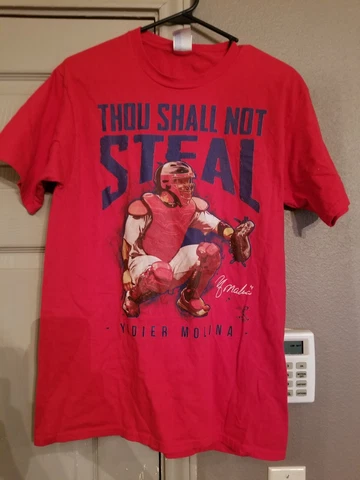 THOU SHALL NOT
STEAL
- YADIER MOLINA -